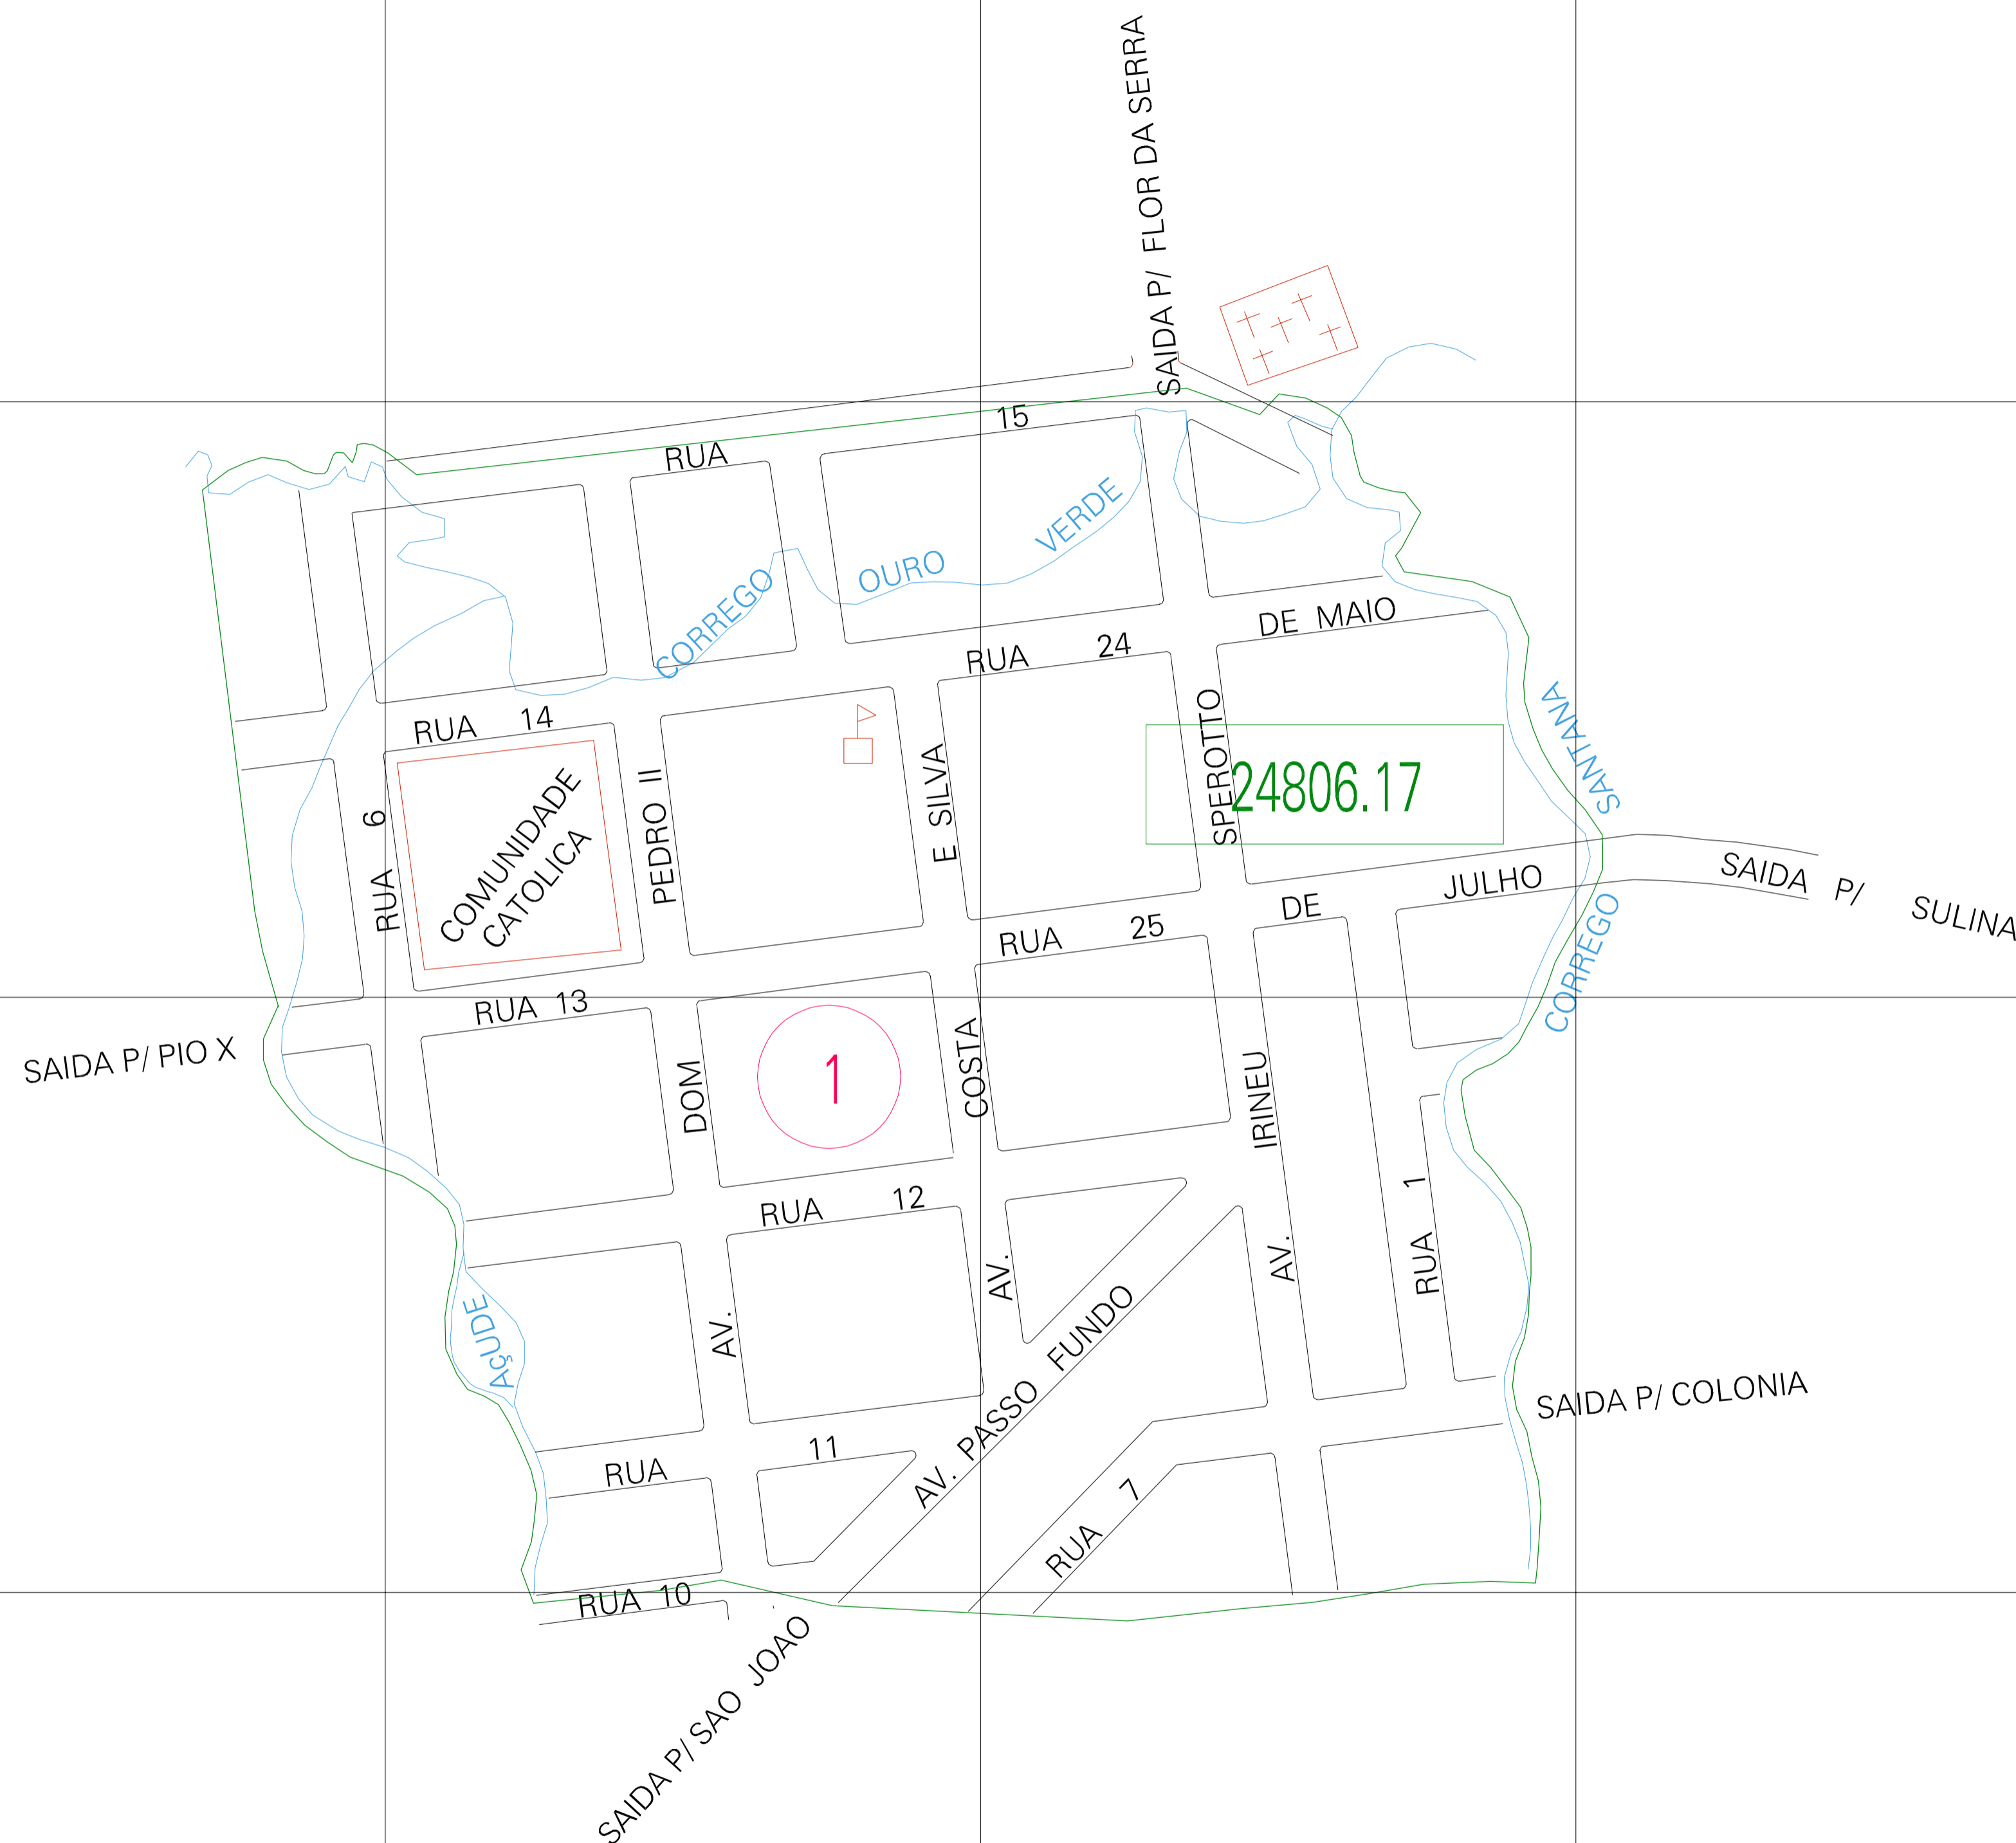 SAIDA P/ FLOR DA SERRA
RUA 15
CORREGO OURO VERDE
RUA 24 DE MAIO
RUA 14
RUA 6
COMUNIDADE
CATOLICA
AV. DOM PEDRO II
AV. COSTA E SILVA
AV. IRINEU SPEROTTO
24806.17
CORREGO SANTANA
RUA 25 DE JULHO
SAIDA P/ SULINA
RUA 13
SAIDA P/ PIO X
1
RUA 12
RUA 1
AçUDE
AV. PASSO FUNDO
SAIDA P/ COLONIA
RUA 11
RUA 7
RUA 10
SAIDA P/ SAO JOAO